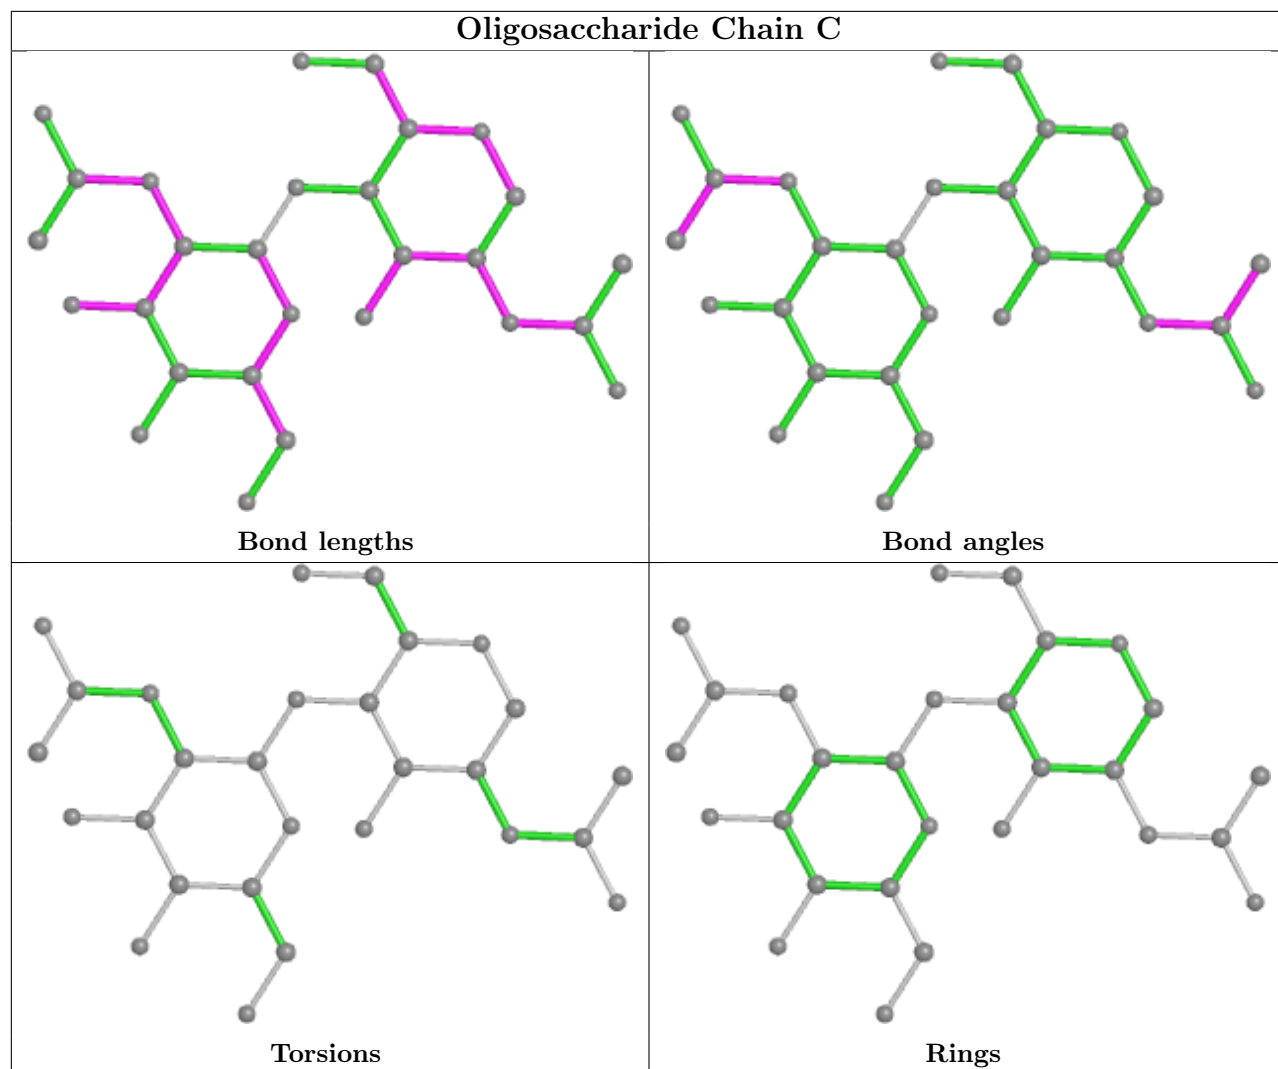 Oligosaccharide Chain C
Bond lengths
Bond angles
Torsions
Rings